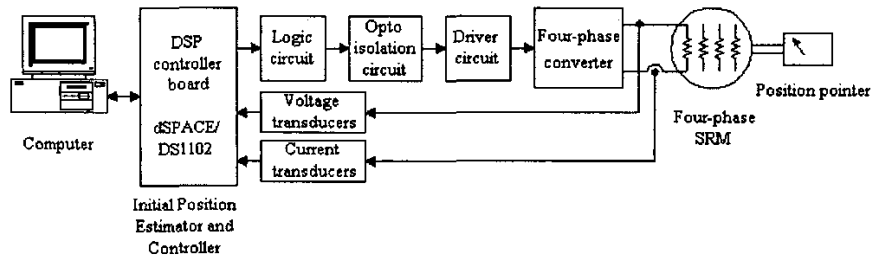 DSP
controller
board
dSPACE/
DS1102
Logic
circuit
Opto
isolation
circuit
Driver
circuit
Four-phase
converter
Voltage
transducers
Current
transducers
Computer
Initial Position
Estimator and
Controller
Four-phase
SRM
Position pointer